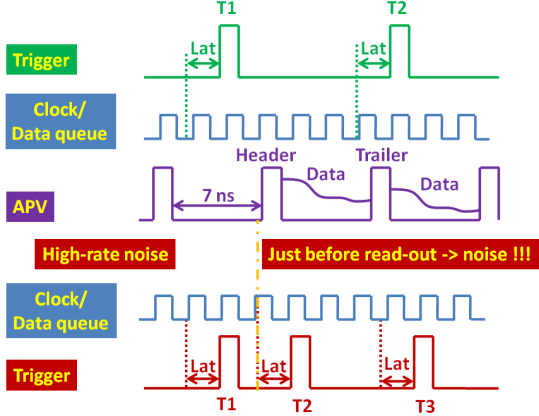 T1 T2
Lat Lat
Trigger
Clock/
Data queue
Header Trailer
Data Data
7 ns
APV
High-rate noise Just before read-out -> noise !!!
Clock/
Data queue
Lat Lat Lat
Trigger
T1 T2 T3